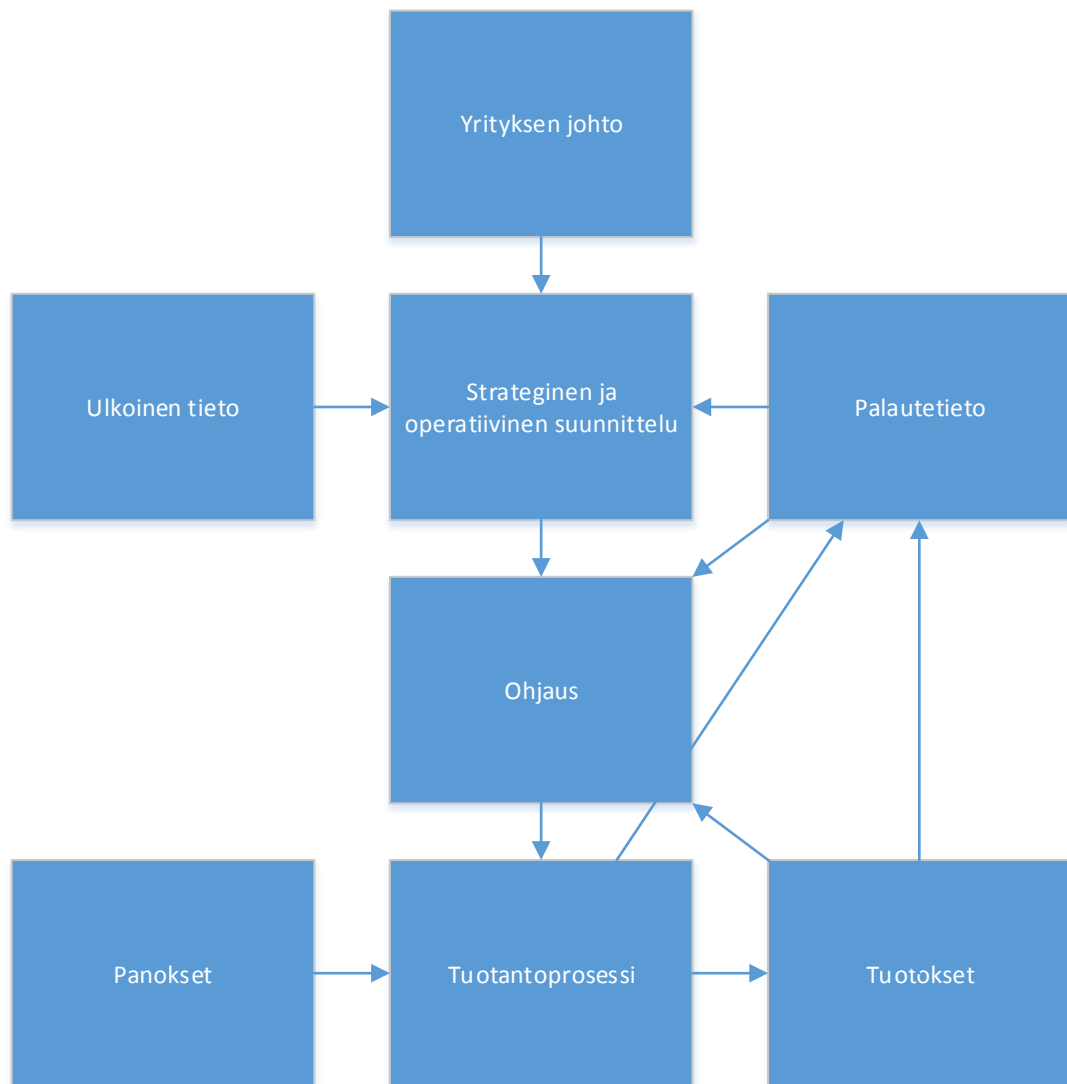 Yrityksen johto
Ulkoinen tieto
Strateginen ja
operatiivinen suunnittelu
Palautetieto
Ohjaus
Panokset
Tuotantoprosessi
Tuotokset